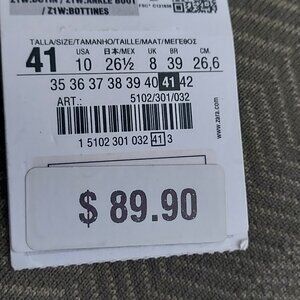 Z1W:BOTIN / Z1W:ANKLE BOOT
/ Z1W:BOTTINES
TALLA/SIZE/TAMANHO/TAILLE/MAAT/ΜΕΓΕΘΟΣ
USA 日本/MEX UK BR CM.
41 10 26½ 8 39 26,6
35 36 37 38 39 40 41 42
ART.: 5102/301/032
1 5102 301 032 41 3
www.zara.com
$ 89.90